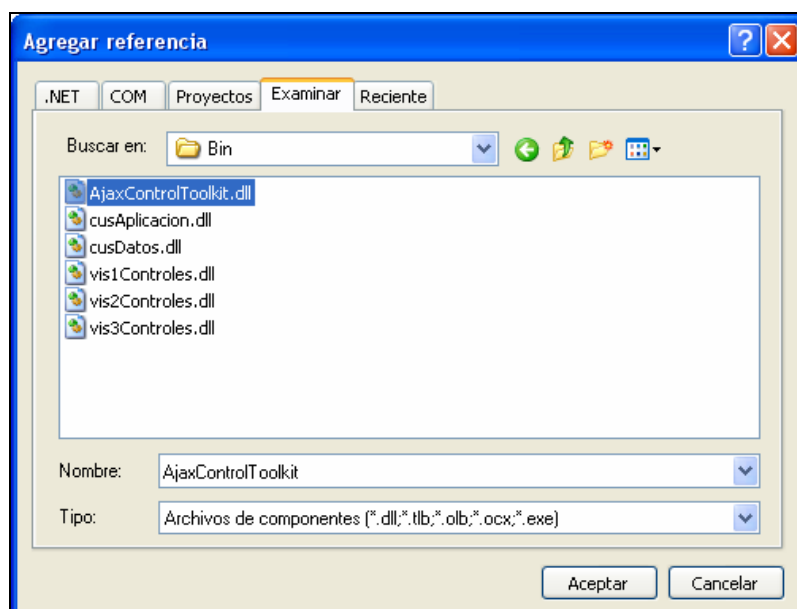 Agregar referencia
.NET COM Proyectos Examinar Reciente
Buscar en: Bin
AjaxControlToolkit.dll
cusAplicacion.dll
cusDatos.dll
vis1Controles.dll
vis2Controles.dll
vis3Controles.dll
Nombre: AjaxControlToolkit
Tipo: Archivos de componentes (*.dll;*.tlb;*.olb;*.ocx;*.exe)
Aceptar Cancelar